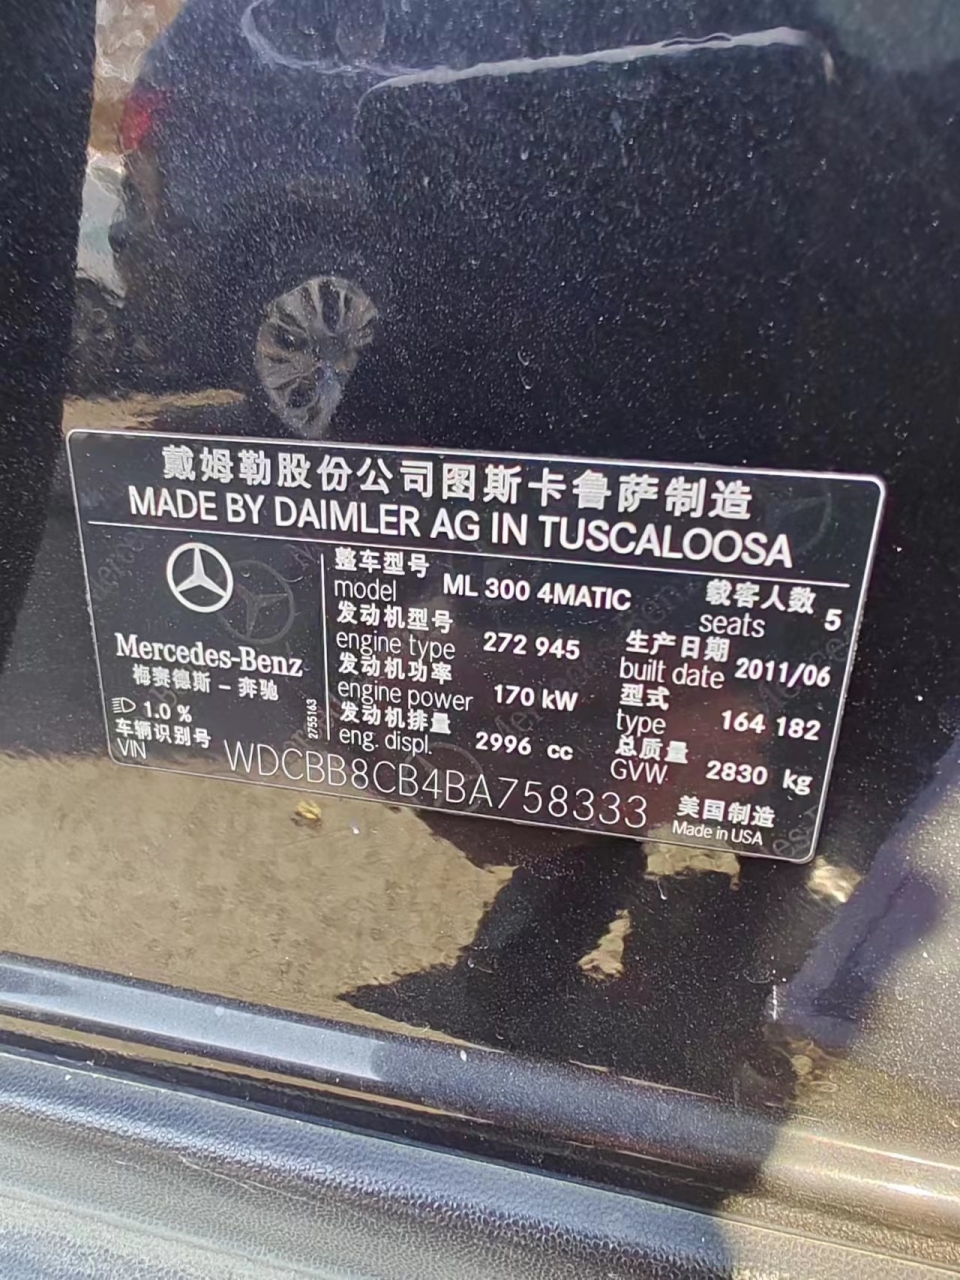 戴姆勒股份公司图斯卡鲁萨制造
MADE BY DAIMLER AG IN TUSCALOOSA
Mercedes-Benz
梅赛德斯－奔驰
1.0 %
2755163
整车型号
model ML 300 4MATIC
载客人数
seats 5
发动机型号
engine type 272 945
生产日期
built date 2011/06
发动机功率
engine power 170 kW
型式
type 164 182
发动机排量
eng. displ. 2996 cc
总质量
GVW 2830 kg
车辆识别号
VIN WDCBB8CB4BA758333
美国制造
Made in USA